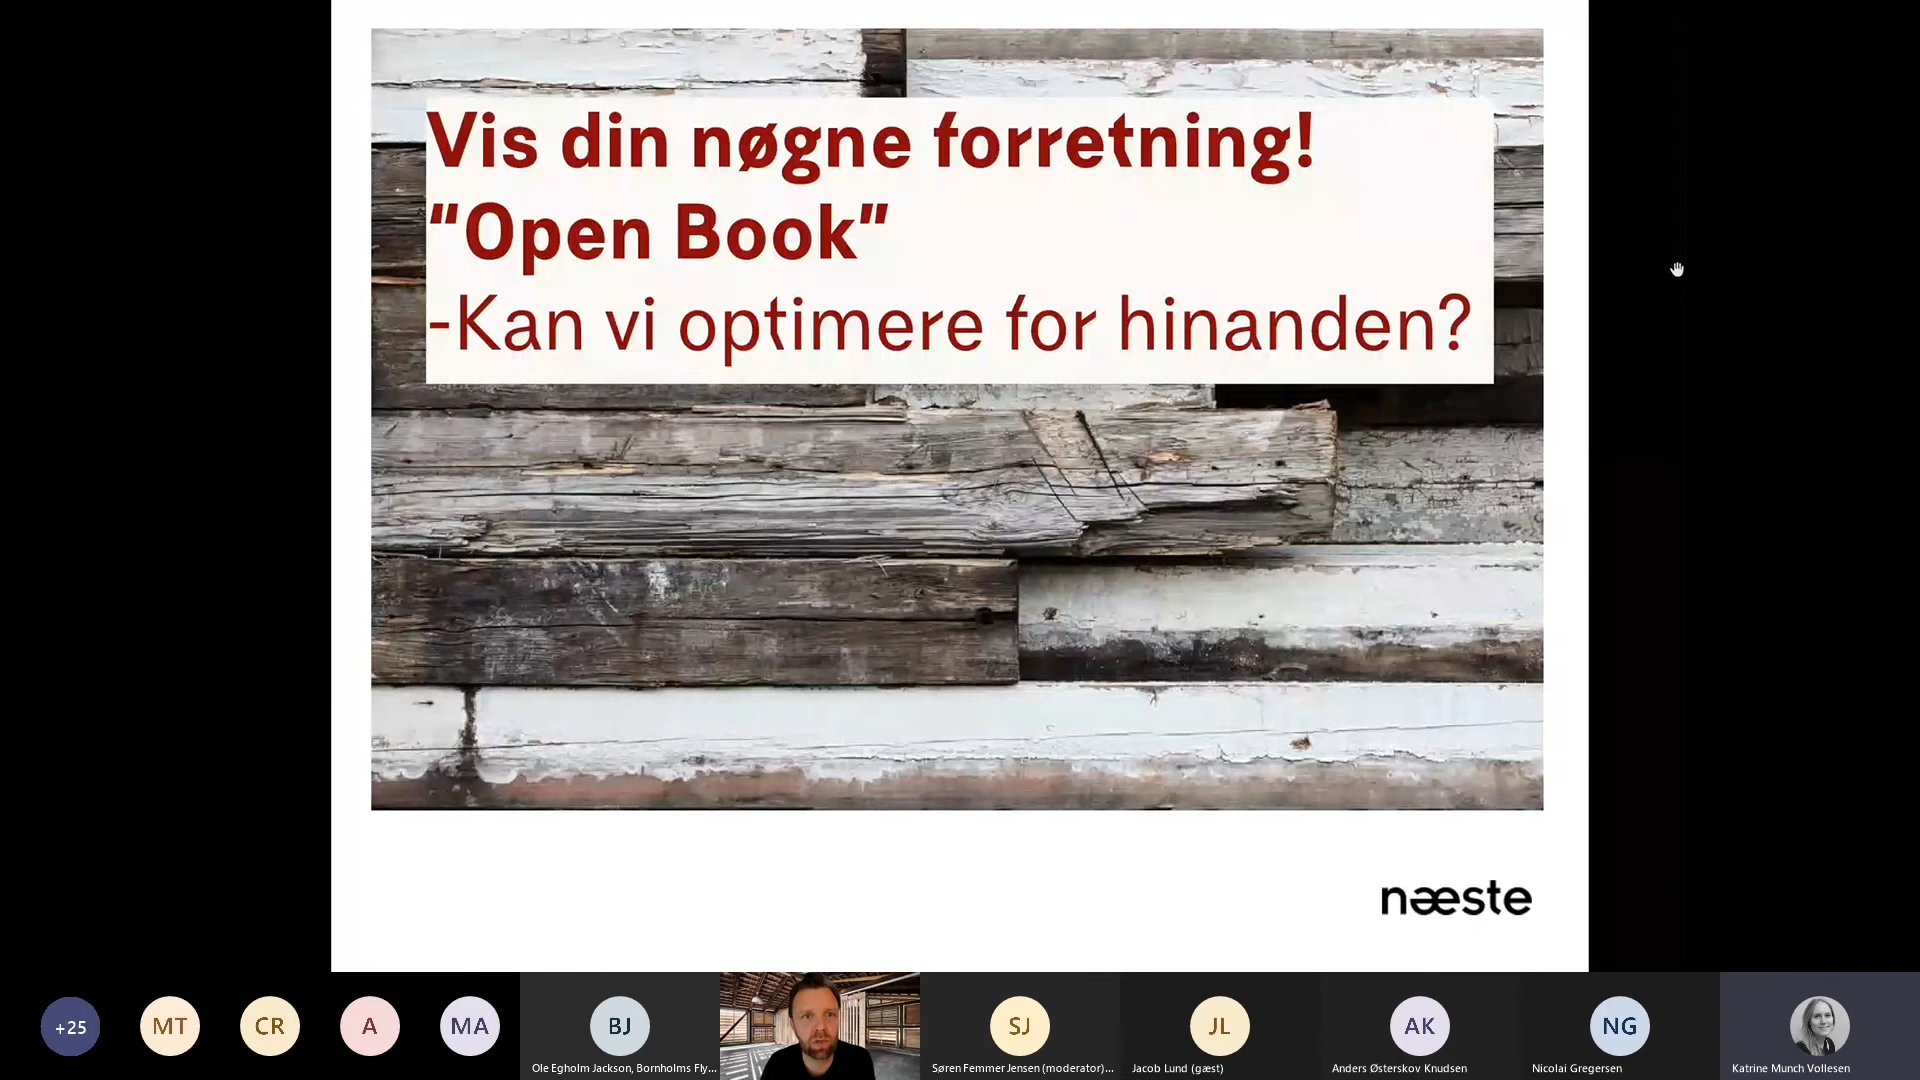 Vis din nøgne forretning!
"Open Book"
-Kan vi optimere for hinanden?
næste
+25
MT
CR
A
MA
BJ
SJ
JL
AK
NG
Ole Egholm Jackson, Bornholms Fly...
Søren Femmer Jensen (moderator)...
Jacob Lund (gæst)
Anders Østerskov Knudsen
Nicolai Gregersen
Katrine Munch Vollesen